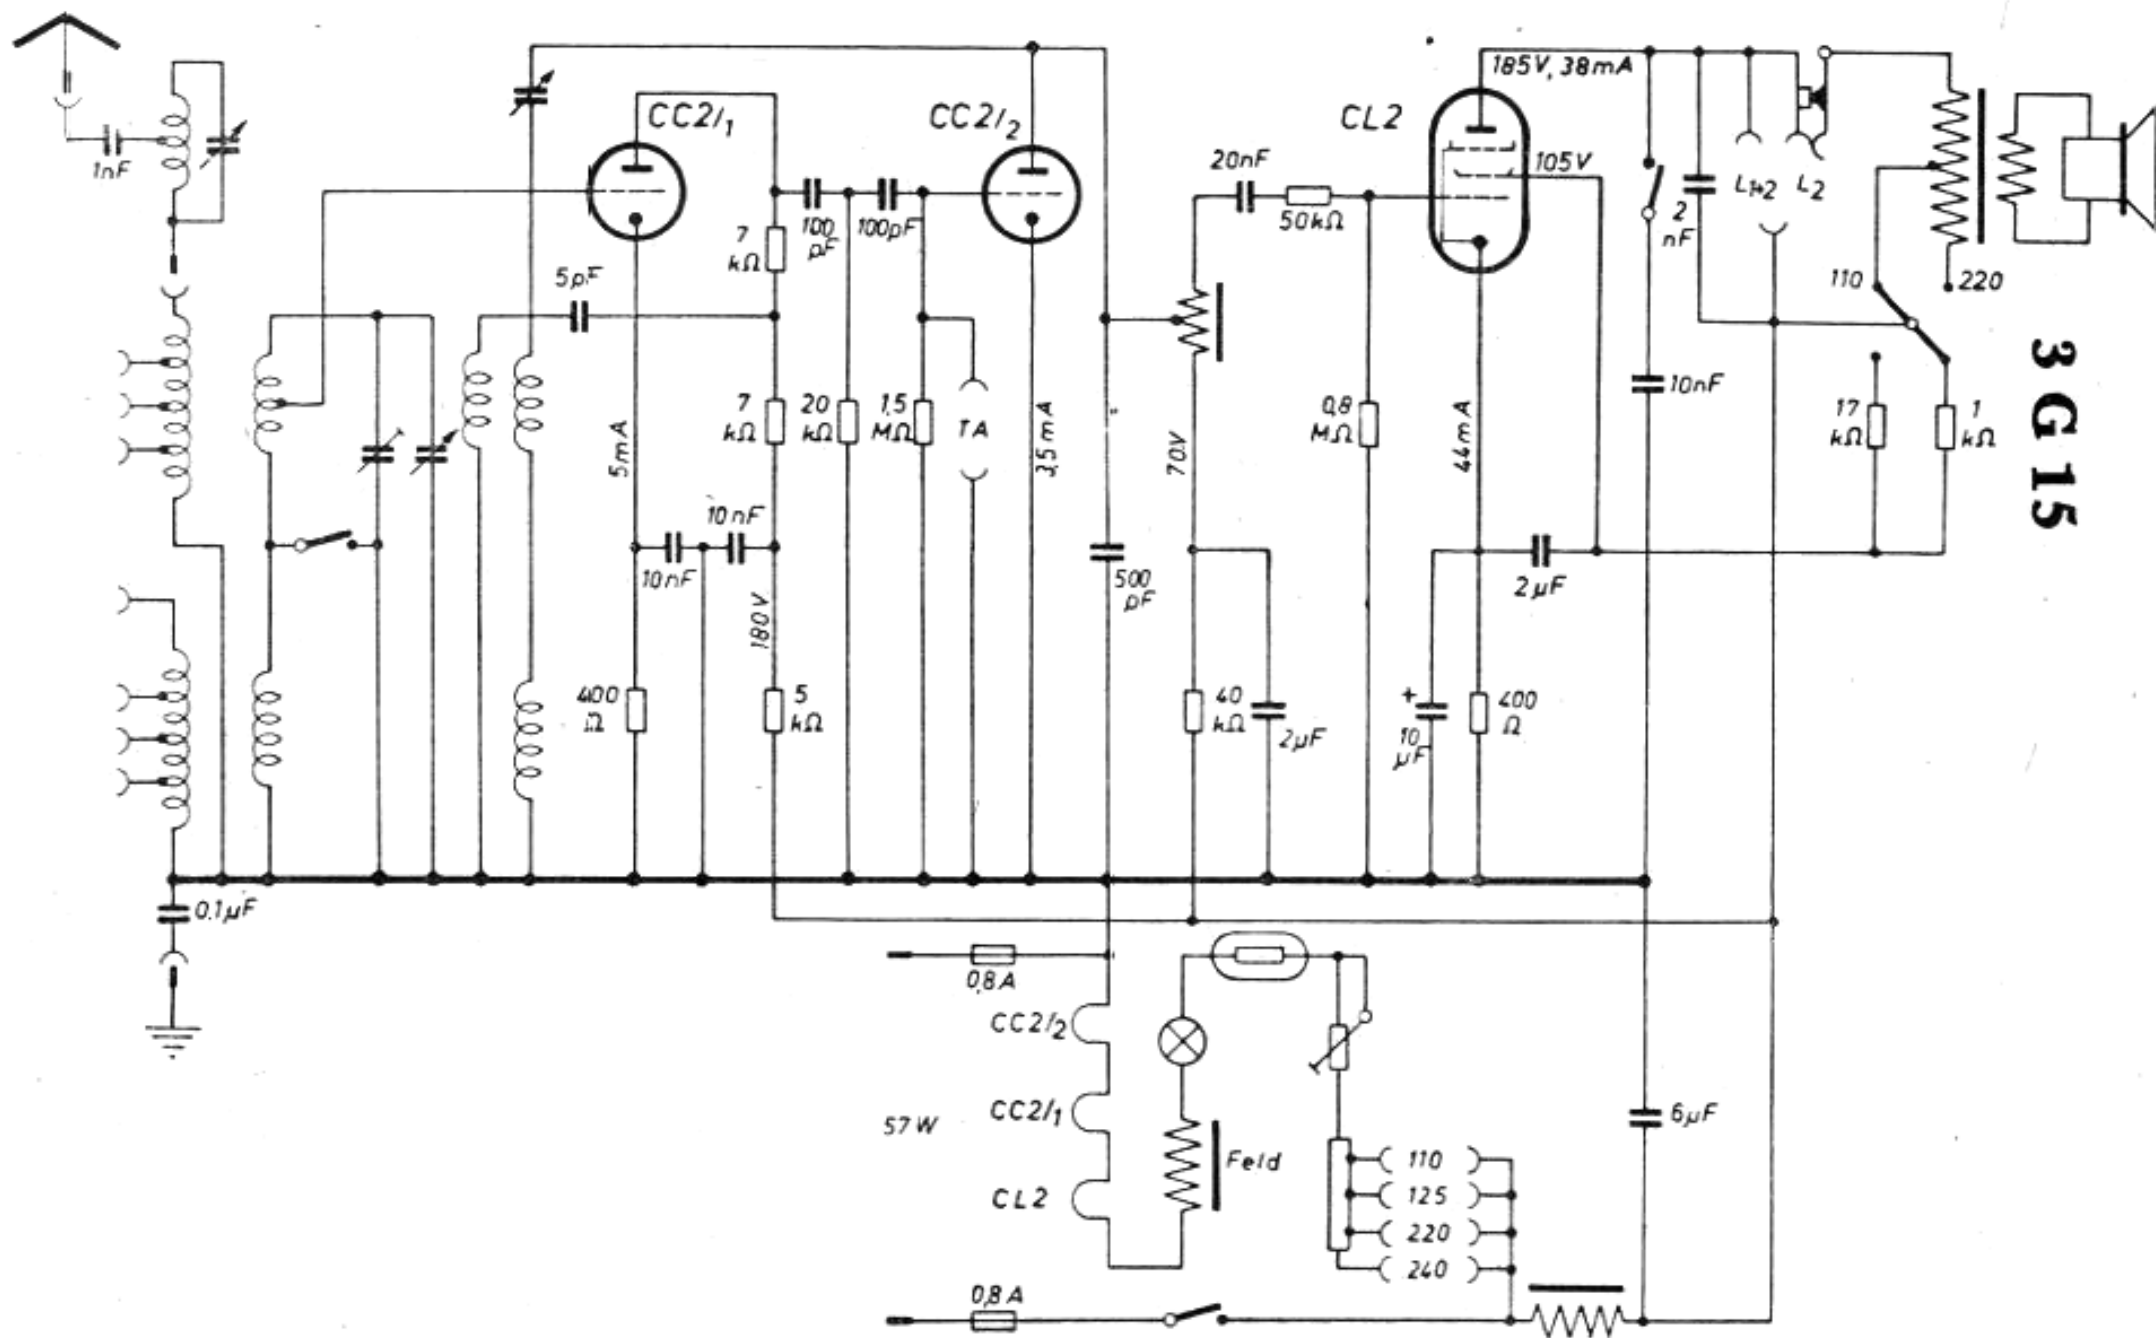 CC2/1
CC2/2
CL2
185V, 38mA
105V
1nF
20nF
50kΩ
L1+2
L2
2
nF
7
kΩ
100
pF
100pF
5pF
110
220
3 G 15
7
kΩ
20
kΩ
1,5
MΩ
TA
0,8
MΩ
10nF
17
kΩ
1
kΩ
5mA
3,5mA
70V
44mA
10nF
10nF
180V
500
pF
2µF
400
Ω
5
kΩ
40
kΩ
2µF
+
10
µF
400
Ω
0,1µF
0,8A
CC2/2
CC2/1
CL2
57W
Feld
110
125
220
240
6µF
0,8A